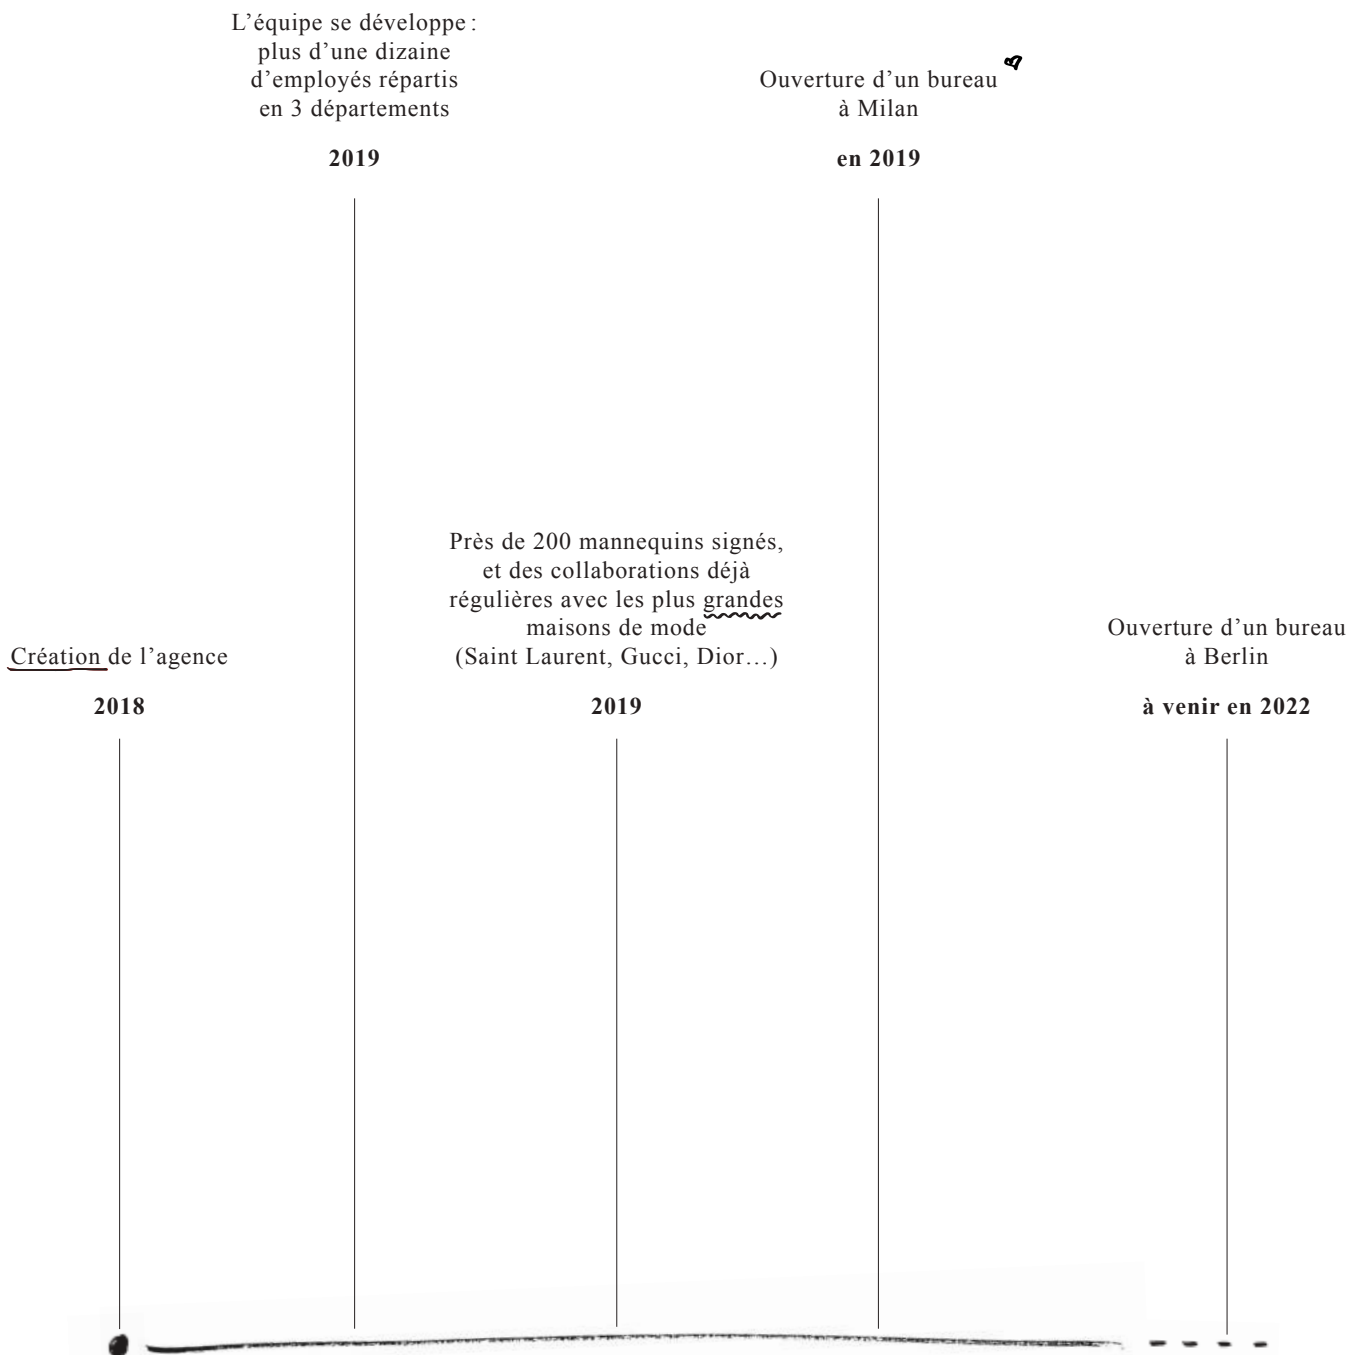 L’équipe se développe :
plus d’une dizaine
d’employés répartis
en 3 départements
2019
Ouverture d’un bureau
à Milan
en 2019
Création de l’agence
2018
Près de 200 mannequins signés,
et des collaborations déjà
régulières avec les plus grandes
maisons de mode
(Saint Laurent, Gucci, Dior…)
2019
Ouverture d’un bureau
à Berlin
à venir en 2022